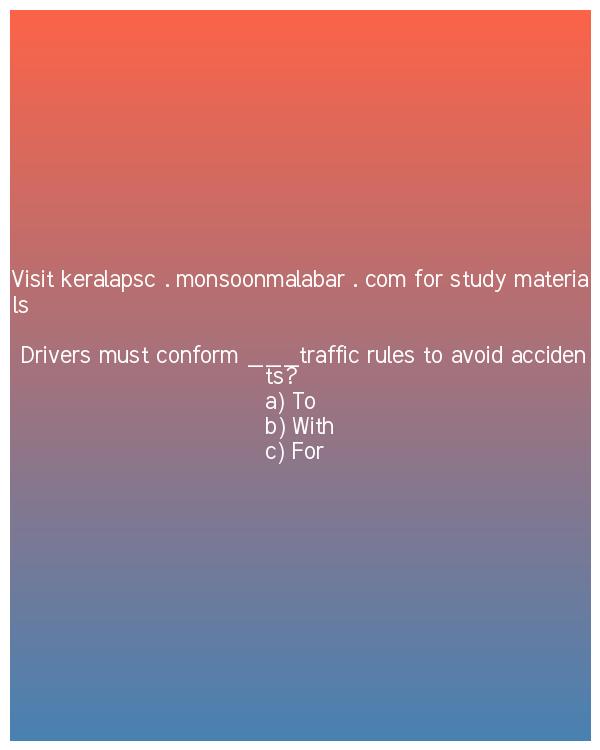 Visit keralapsc . monsoonmalabar . com for study materia
ls
Drivers must conform ___traffic rules to avoid acciden
ts?
a) To
b) With
c) For